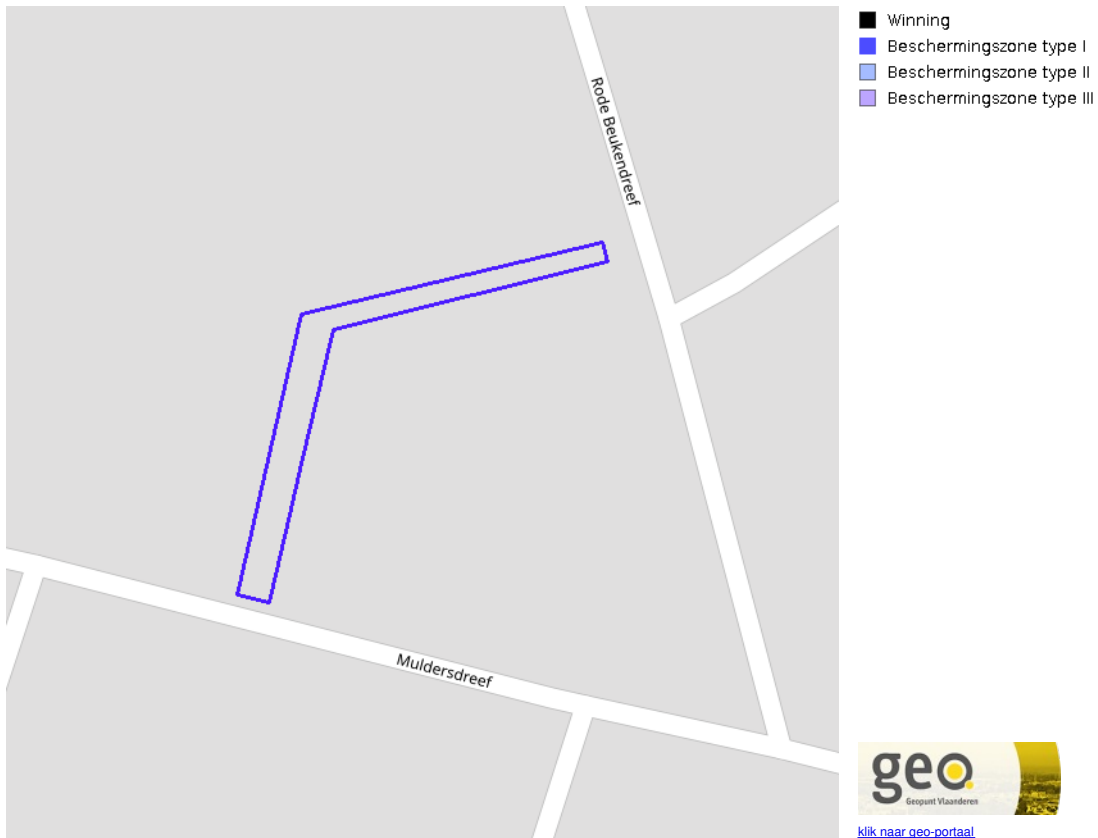 Winning
Beschermingszone type I
Beschermingszone type II
Beschermingszone type III
Rode Beukendreef
Muldersdreef
geo.
Geopunt Vlaanderen
klik naar geo-portaal